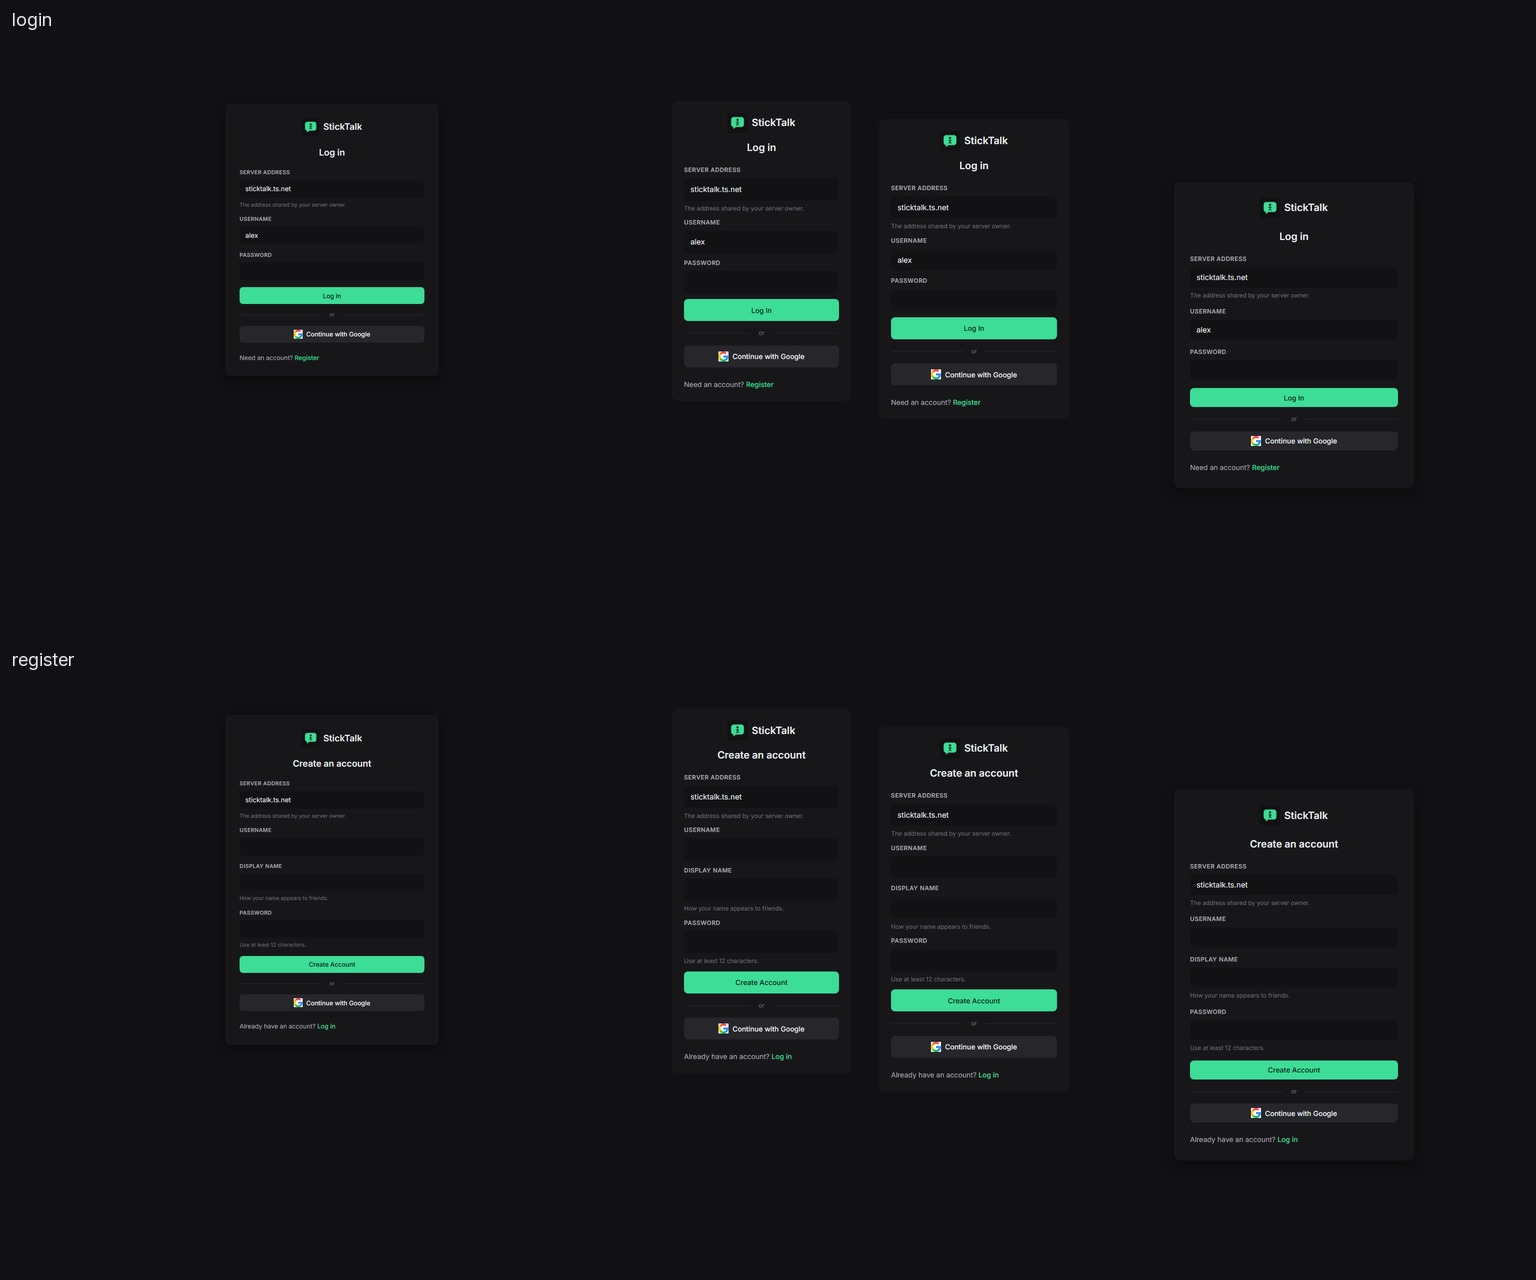 login
StickTalk
Log in
SERVER ADDRESS
sticktalk.ts.net
The address shared by your server owner.
USERNAME
alex
PASSWORD
Log In
or
Continue with Google
Need an account? Register
StickTalk
Log in
SERVER ADDRESS
sticktalk.ts.net
The address shared by your server owner.
USERNAME
alex
PASSWORD
Log In
or
Continue with Google
Need an account? Register
StickTalk
Log in
SERVER ADDRESS
sticktalk.ts.net
The address shared by your server owner.
USERNAME
alex
PASSWORD
Log In
or
Continue with Google
Need an account? Register
StickTalk
Log in
SERVER ADDRESS
sticktalk.ts.net
The address shared by your server owner.
USERNAME
alex
PASSWORD
Log In
or
Continue with Google
Need an account? Register
register
StickTalk
Create an account
SERVER ADDRESS
sticktalk.ts.net
The address shared by your server owner.
USERNAME
DISPLAY NAME
How your name appears to friends.
PASSWORD
Use at least 12 characters.
Create Account
or
Continue with Google
Already have an account? Log in
StickTalk
Create an account
SERVER ADDRESS
sticktalk.ts.net
The address shared by your server owner.
USERNAME
DISPLAY NAME
How your name appears to friends.
PASSWORD
Use at least 12 characters.
Create Account
or
Continue with Google
Already have an account? Log in
StickTalk
Create an account
SERVER ADDRESS
sticktalk.ts.net
The address shared by your server owner.
USERNAME
DISPLAY NAME
How your name appears to friends.
PASSWORD
Use at least 12 characters.
Create Account
or
Continue with Google
Already have an account? Log in
StickTalk
Create an account
SERVER ADDRESS
sticktalk.ts.net
The address shared by your server owner.
USERNAME
DISPLAY NAME
How your name appears to friends.
PASSWORD
Use at least 12 characters.
Create Account
or
Continue with Google
Already have an account? Log in